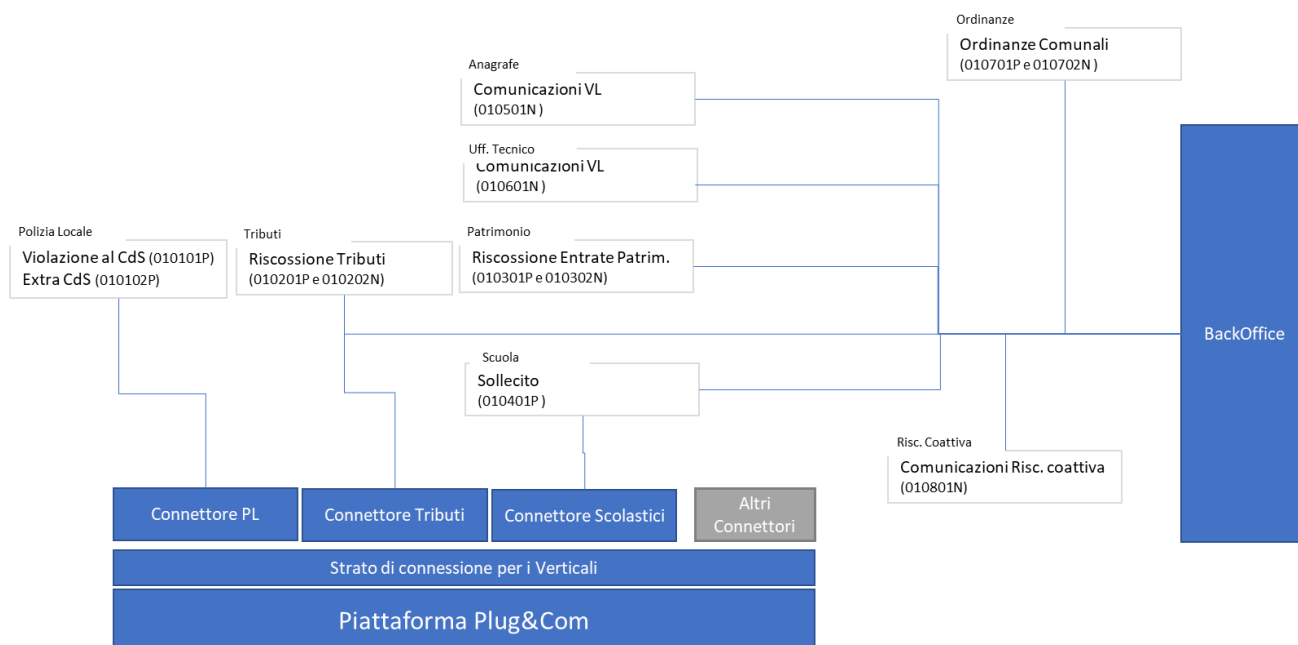 Ordinanze
Ordinanze Comunali
(010701P e 010702N )
Anagrafe
Comunicazioni VL
(010501N )
Uff. Tecnico
Comunicazioni VL
(010601N )
Polizia Locale
Violazione al CdS (010101P)
Extra CdS (010102P)
Tributi
Riscossione Tributi
(010201P e 010202N)
Patrimonio
Riscossione Entrate Patrim.
(010301P e 010302N)
BackOffice
Scuola
Sollecito
(010401P )
Risc. Coattiva
Comunicazioni Risc. coattiva
(010801N)
Connettore PL
Connettore Tributi
Connettore Scolastici
Altri
Connettori
Strato di connessione per i Verticali
Piattaforma Plug&Com